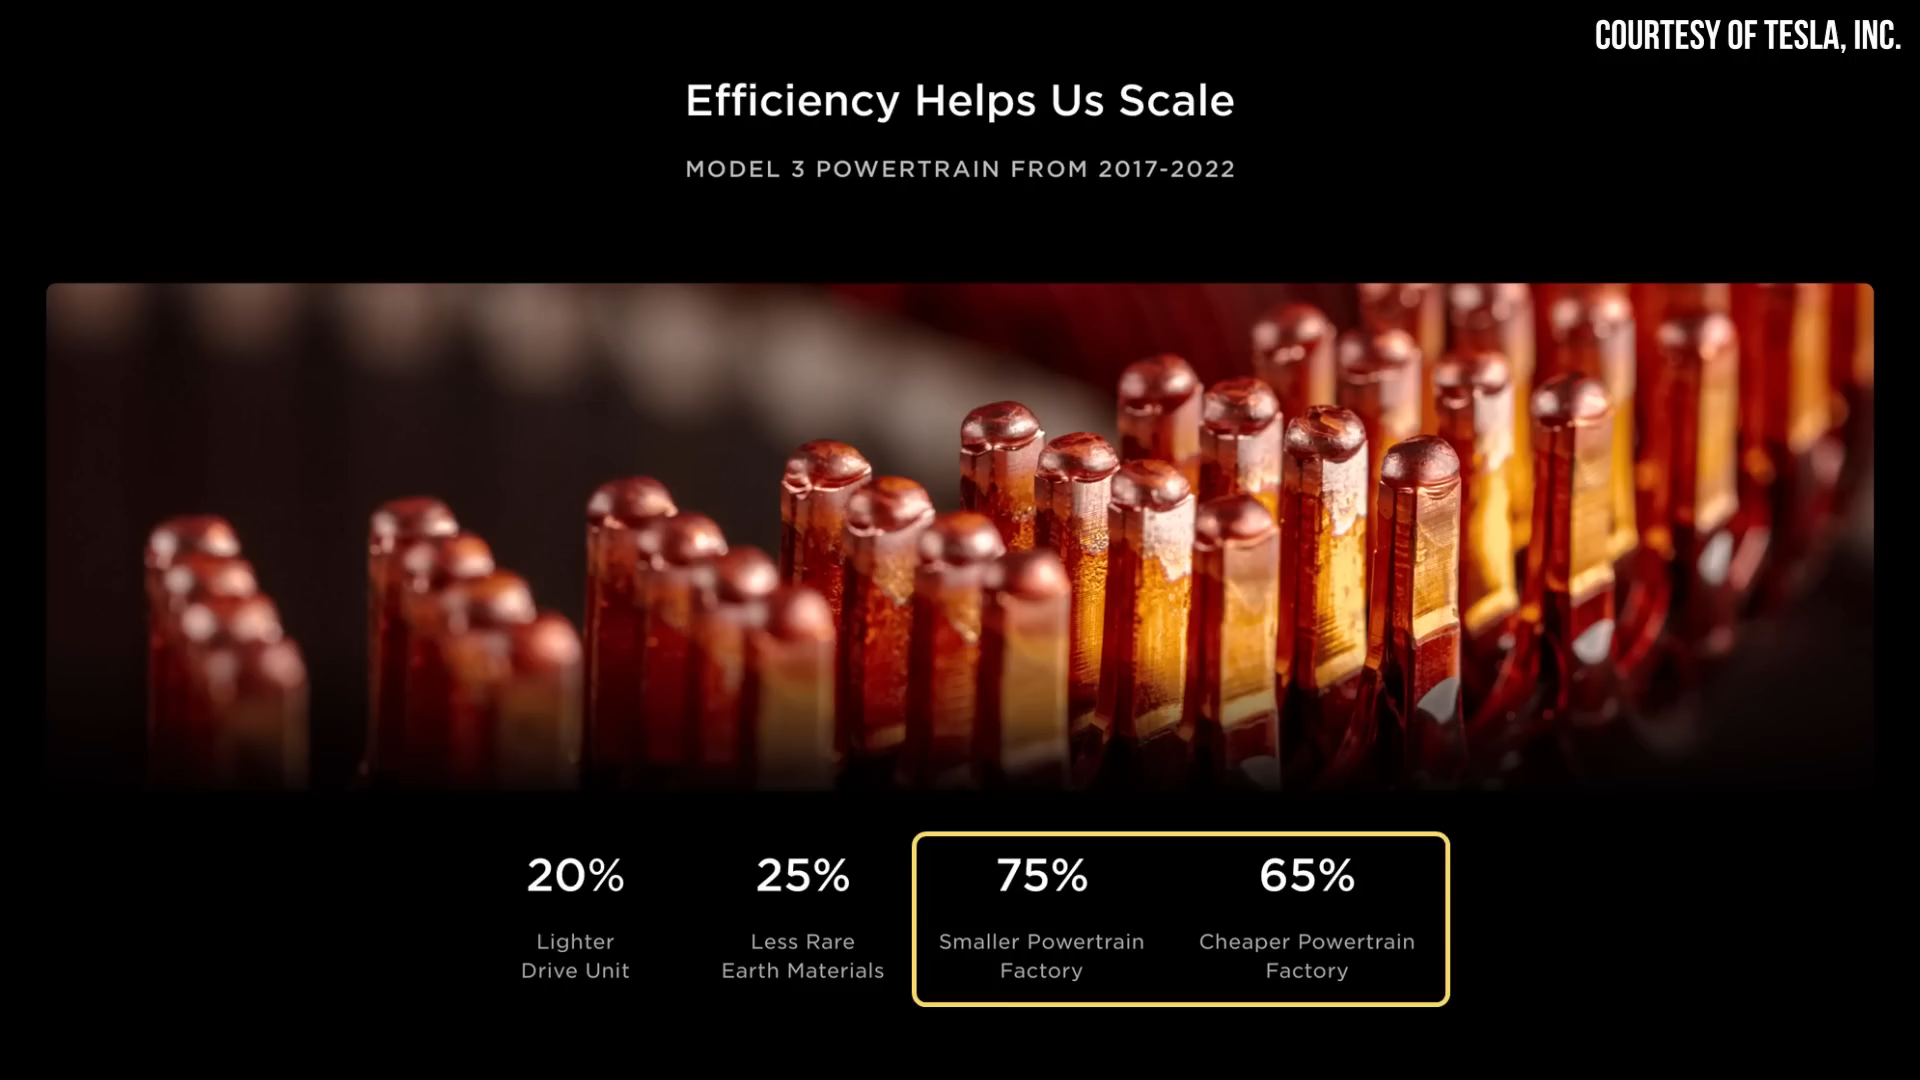 COURTESY OF TESLA, INC.
Efficiency Helps Us Scale
MODEL 3 POWERTRAIN FROM 2017-2022
20%
Lighter
Drive Unit
25%
Less Rare
Earth Materials
75%
Smaller Powertrain
Factory
65%
Cheaper Powertrain
Factory